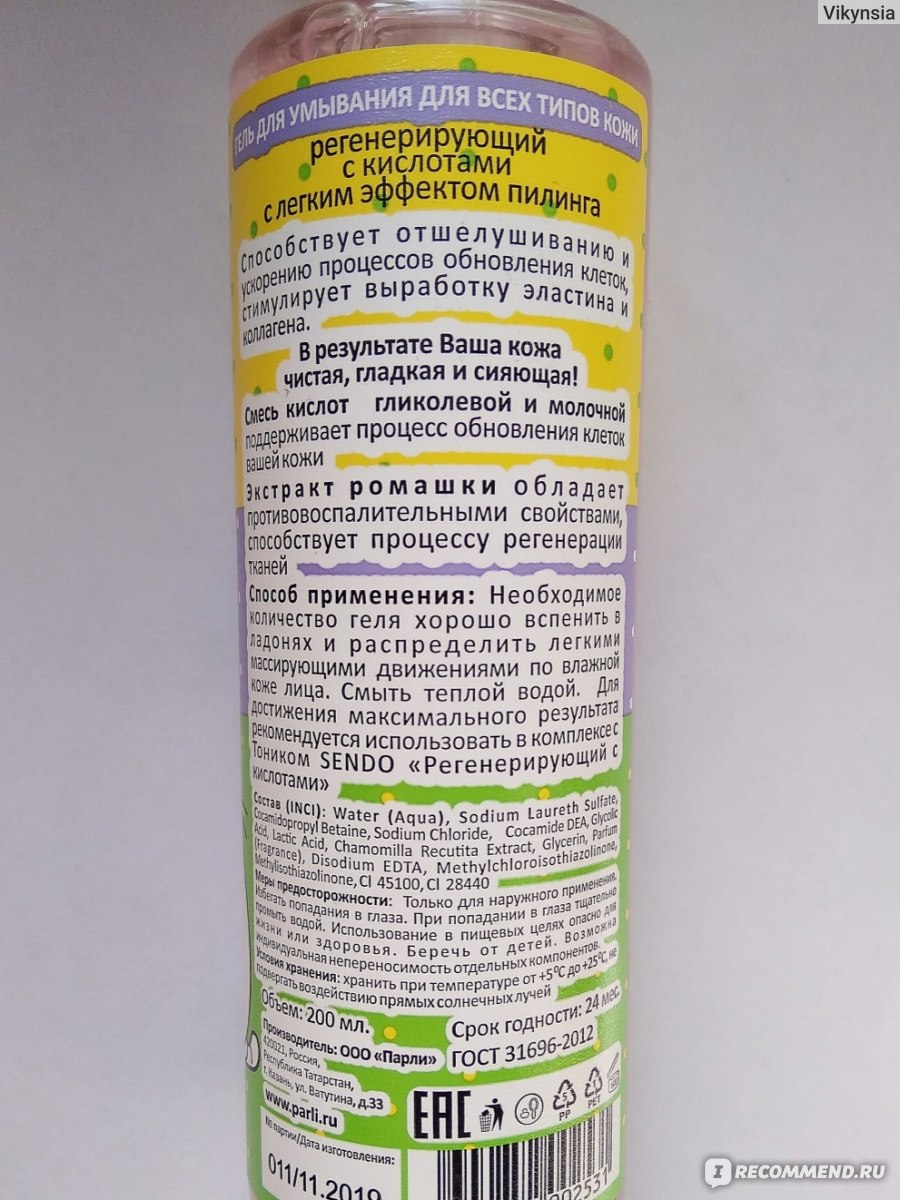 Vikynsia
ГЕЛЬ ДЛЯ УМЫВАНИЯ ДЛЯ ВСЕХ ТИПОВ КОЖИ
регенерирующий
с кислотами
с легким эффектом пилинга
Способствует отшелушиванию и
ускорению процессов обновления клеток,
стимулирует выработку эластина и
коллагена.
В результате Ваша кожа
чистая, гладкая и сияющая!
Смесь кислот гликолевой и молочной
поддерживает процесс обновления клеток
вашей кожи
Экстракт ромашки обладает
противовоспалительными свойствами,
способствует процессу регенерации
тканей
Способ применения: Необходимое
количество геля хорошо вспенить в
ладонях и распределить легкими
массирующими движениями по влажной
коже лица. Смыть теплой водой. Для
достижения максимального результата
рекомендуется использовать в комплексе с
Тоником SENDO «Регенерирующий с
кислотами»
Состав (INCI): Water (Aqua), Sodium Laureth Sulfate,
Cocamidopropyl Betaine, Sodium Chloride, Cocamide DEA, Glycolic
Acid, Lactic Acid, Chamomilla Recutita Extract, Glycerin, Parfum
(Fragrance), Disodium EDTA, Methylchloroisothiazolinone,
Methylisothiazolinone, CI 45100, CI 28440
Меры предосторожности: Только для наружного применения.
Избегать попадания в глаза. При попадании в глаза тщательно
промыть водой. Использование в пищевых целях опасно для
жизни или здоровья. Беречь от детей. Возможна
индивидуальная непереносимость отдельных компонентов.
Условия хранения: хранить при температуре от +5°С до +25°С, не
подвергать воздействию прямых солнечных лучей
Объем: 200 мл.
Срок годности: 24 мес.
ГОСТ 31696-2012
Производитель: ООО «Парли»
420021, Россия,
Республика Татарстан,
г. Казань, ул. Ватутина, д.33
www.parli.ru
EAC
5
PP
1
PET
№ партии/Дата изготовления:
011/11.2019
IRECOMMEND.RU